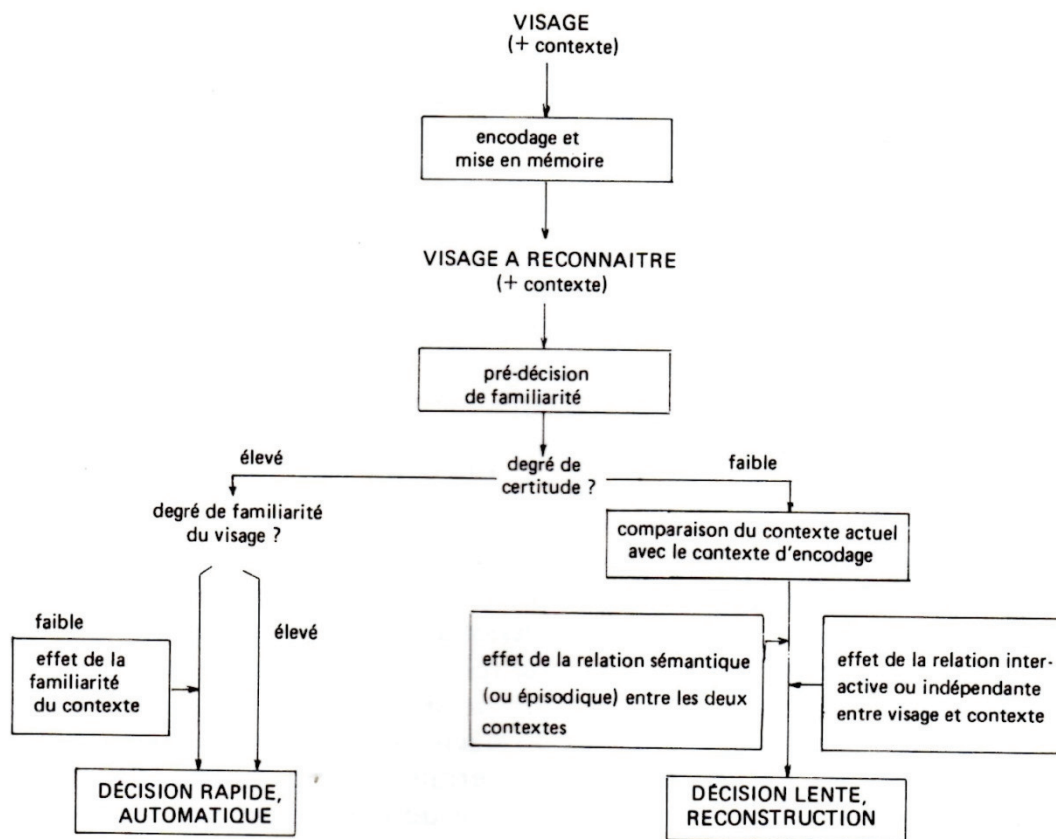 VISAGE
(+ contexte)
encodage et
mise en mémoire
VISAGE A RECONNAITRE
(+ contexte)
pré-décision
de familiarité
élevé
degré de
certitude ?
faible
degré de familiarité
du visage ?
comparaison du contexte actuel
avec le contexte d'encodage
faible
élevé
effet de la
familiarité
du contexte
effet de la relation sémantique
(ou épisodique) entre les deux
contextes
effet de la relation inter-
active ou indépendante
entre visage et contexte
DÉCISION RAPIDE,
AUTOMATIQUE
DÉCISION LENTE,
RECONSTRUCTION